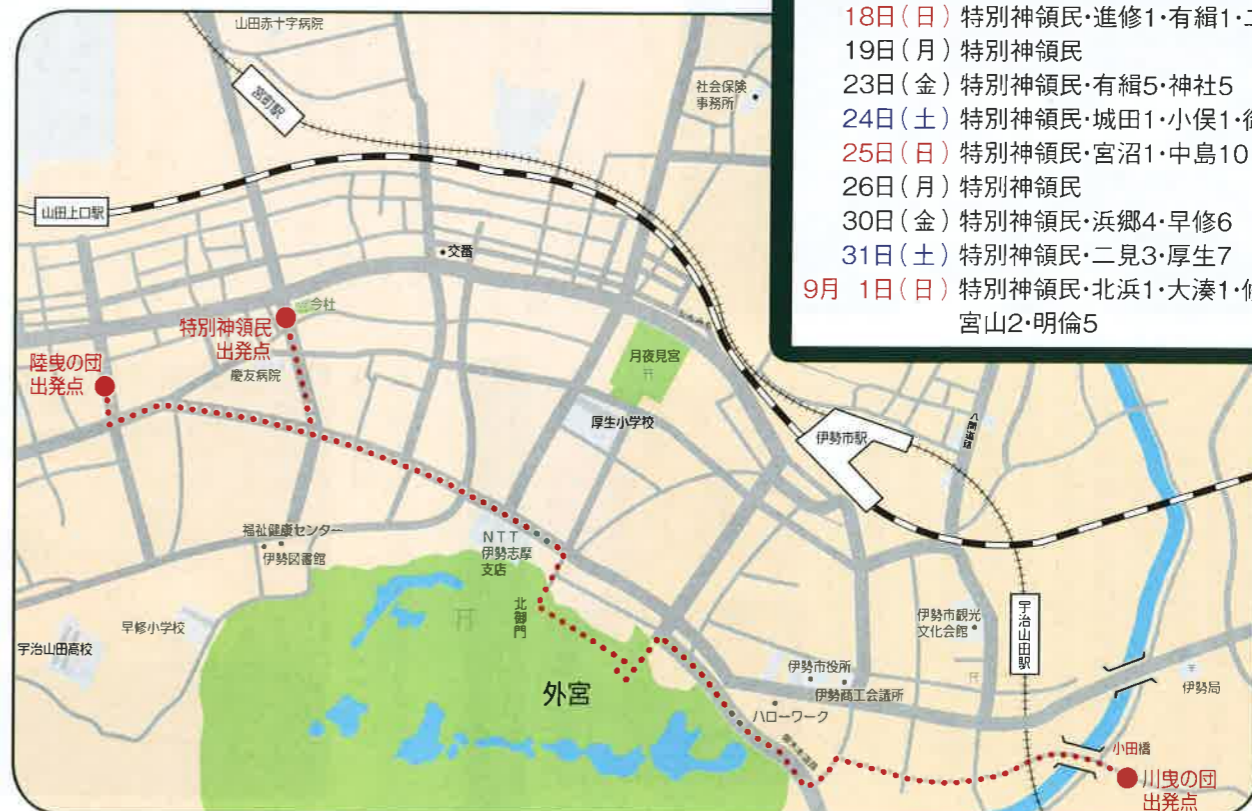 18日(日) 特別神領民・進修1・有緝1・
19日(月) 特別神領民
23日(金) 特別神領民・有緝5・神社5
24日(土) 特別神領民・城田1・小俣1・
25日(日) 特別神領民・宮沼1・中島10
26日(月) 特別神領民
30日(金) 特別神領民・浜郷4・早修6
31日(土) 特別神領民・二見3・厚生7
9月 1日(日) 特別神領民・北浜1・大湊1・
宮山2・明倫5
山田赤十字病院
宮町駅
社会保険
事務所
山田上口駅
交番
今社
特別神領民
出発点
陸曳の団
出発点
慶友病院
月夜見宮
厚生小学校
伊勢市駅
八間道路
福祉健康センター
伊勢図書館
NTT
伊勢志摩
支店
北御門
早修小学校
宇治山田高校
外宮
伊勢市観光
文化会館
宇治山田駅
伊勢市役所
伊勢商工会議所
ハローワーク
伊勢局
小田橋
川曳の団
出発点